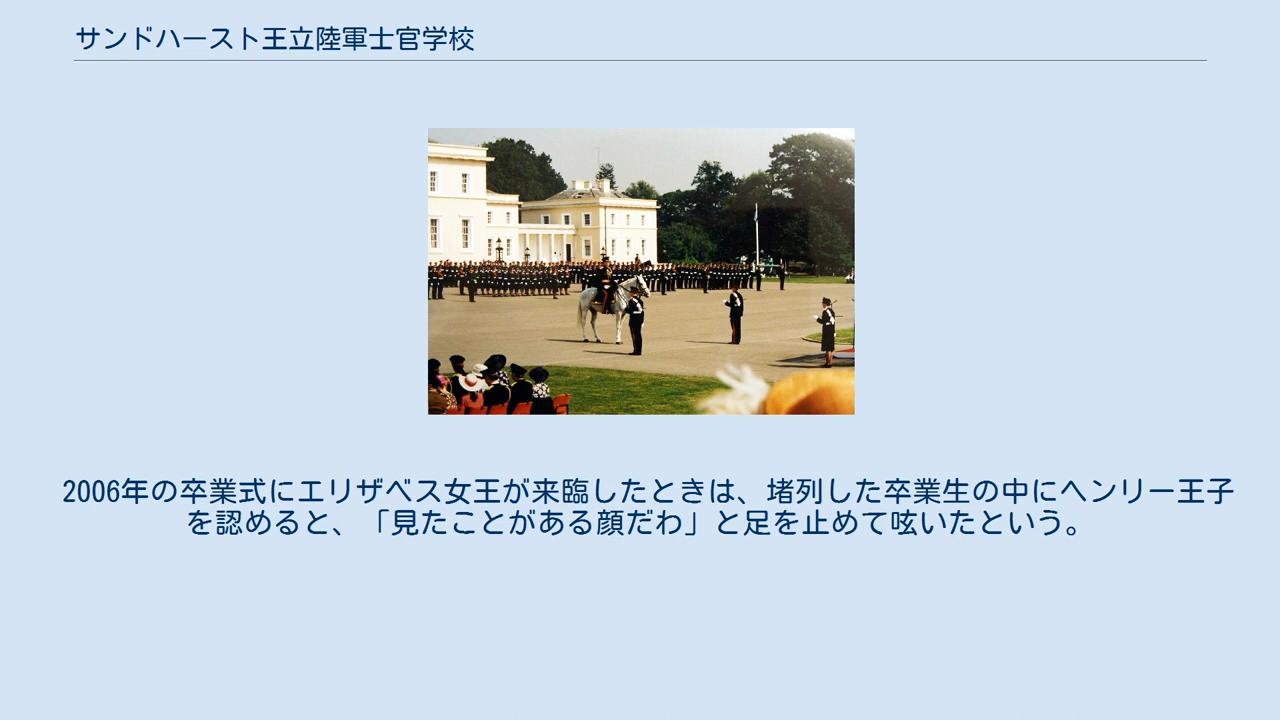 サンドハースト王立陸軍士官学校
2006年の卒業式にエリザベス女王が来臨したときは、堵列した卒業生の中にヘンリー王子
を認めると、「見たことがある顔だわ」と足を止めて呟いたという。